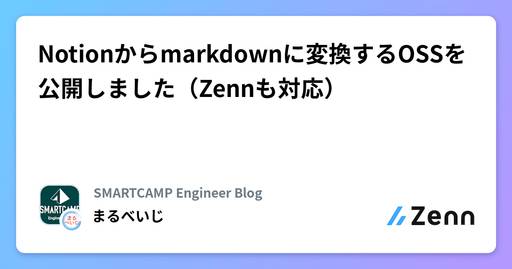 Notionからmarkdownに変換するOSSを
公開しました（Zennも対応）
SMARTCAMP Engineer Blog
まるべいじ
Zenn
SMARTCAMP